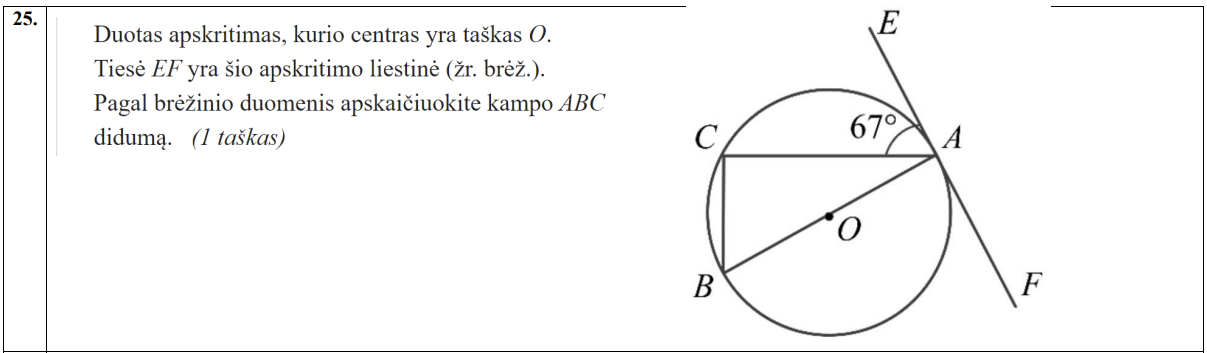 25.
Duotas apskritimas, kurio centras yra taškas O.
Tiesė EF yra šio apskritimo liestinė (žr. brėž.).
Pagal brėžinio duomenis apskaičiuokite kampo ABC
didumą. (1 taškas)
E
67°
C
A
O
B
F